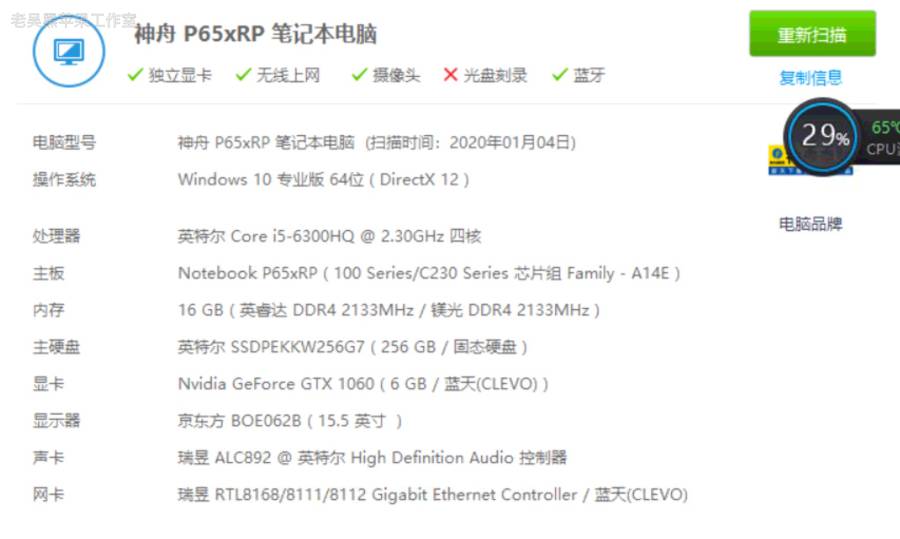 老吴黑苹果工作室
神舟 P65xRP 笔记本电脑
重新扫描
独立显卡 无线上网 摄像头 光盘刻录 蓝牙
复制信息
29% 65℃
CPU
电脑型号 神舟 P65xRP 笔记本电脑 (扫描时间：2020年01月04日)
操作系统 Windows 10 专业版 64位 ( DirectX 12 )
电脑品牌
处理器 英特尔 Core i5-6300HQ @ 2.30GHz 四核
主板 Notebook P65xRP ( 100 Series/C230 Series 芯片组 Family - A14E )
内存 16 GB ( 英睿达 DDR4 2133MHz / 镁光 DDR4 2133MHz )
主硬盘 英特尔 SSDPEKKW256G7 ( 256 GB / 固态硬盘 )
显卡 Nvidia GeForce GTX 1060 ( 6 GB / 蓝天(CLEVO) )
显示器 京东方 BOE062B ( 15.5 英寸 )
声卡 瑞昱 ALC892 @ 英特尔 High Definition Audio 控制器
网卡 瑞昱 RTL8168/8111/8112 Gigabit Ethernet Controller / 蓝天(CLEVO)